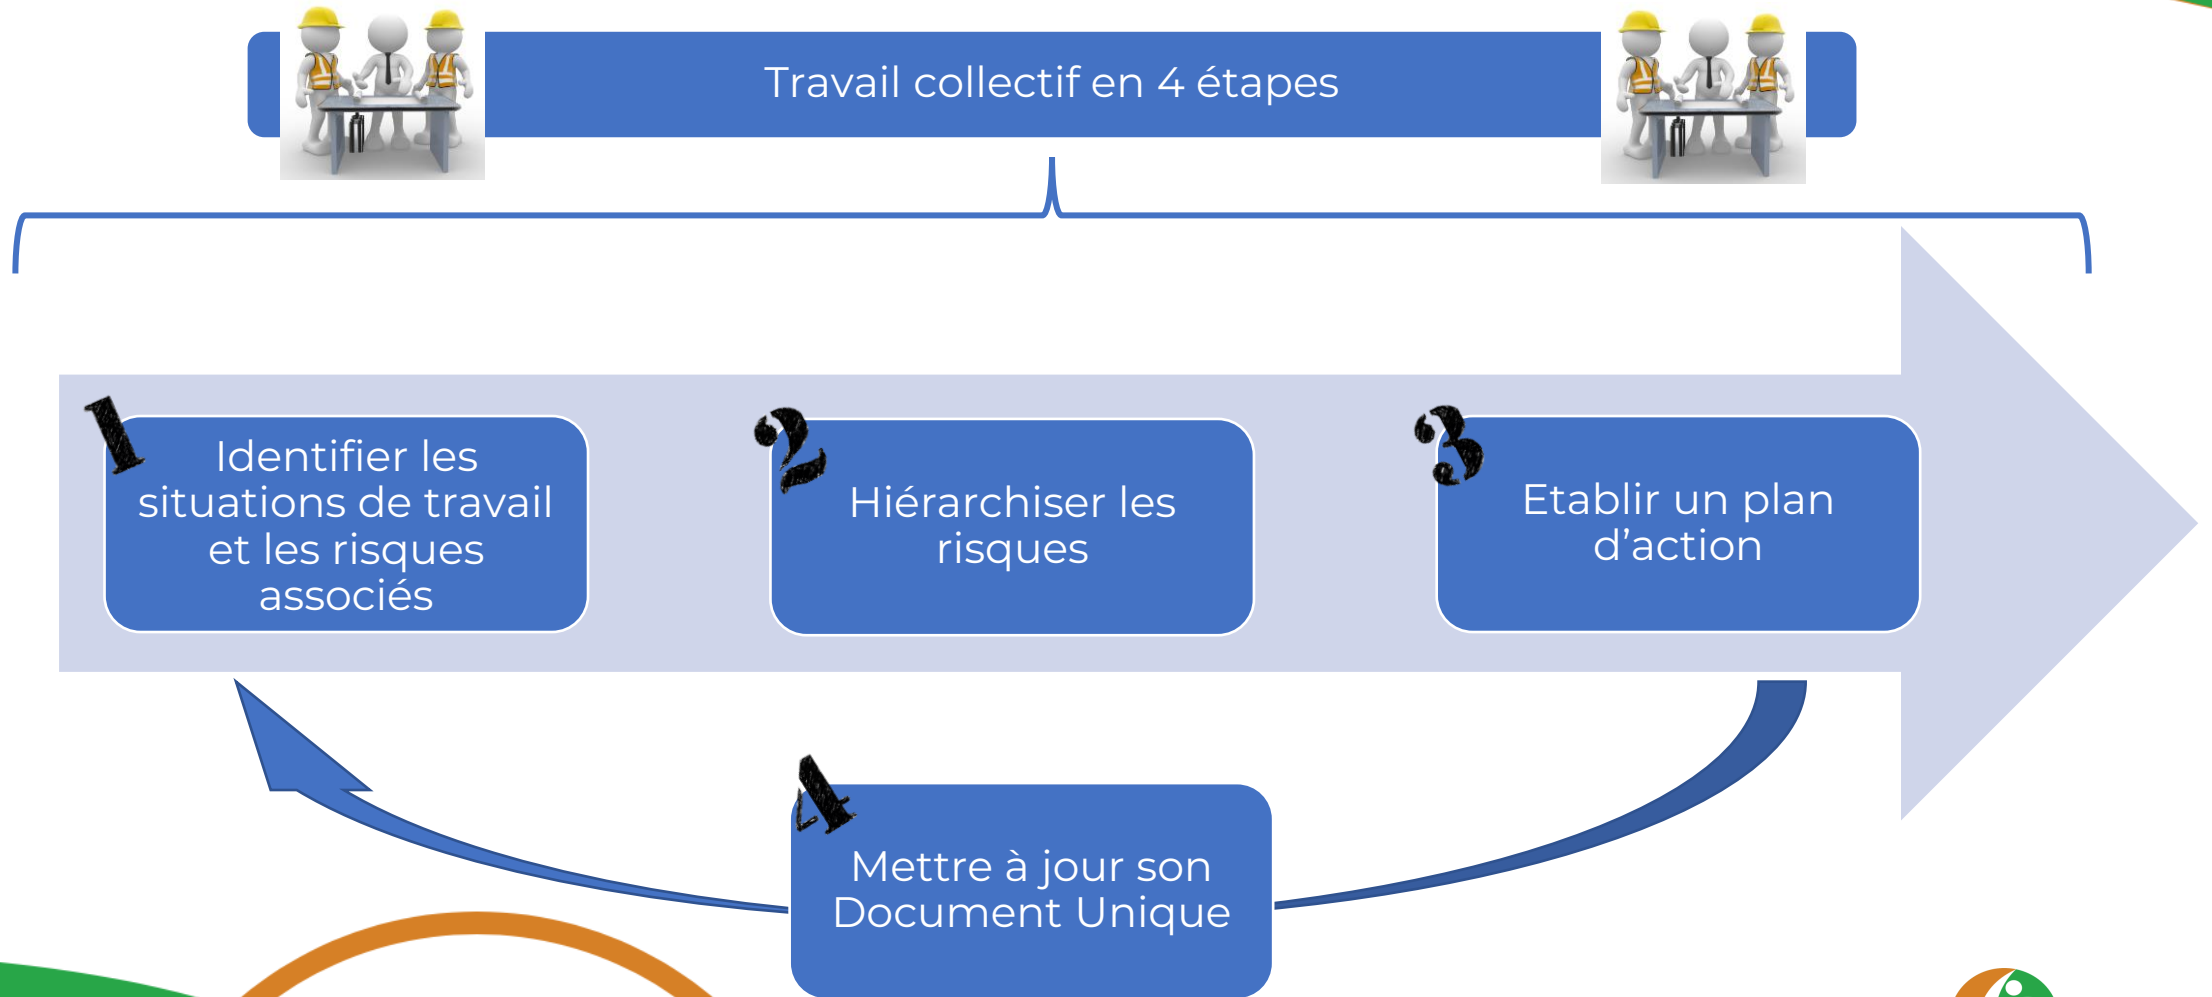 Travail collectif en 4 étapes
1
Identifier les
situations de travail
et les risques
associés
2
Hiérarchiser les
risques
3
Etablir un plan
d’action
4
Mettre à jour son
Document Unique